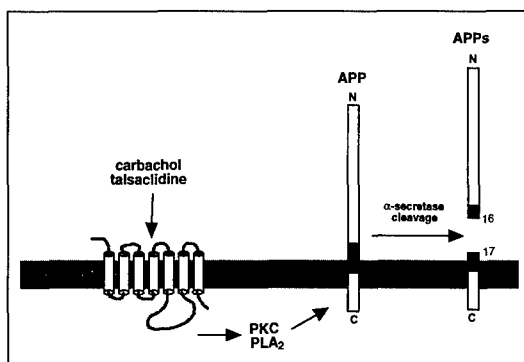 APPs
N
APP
N
carbachol
talsaclidine
α-secretase
cleavage
16
17
C
C
PKC
PLA₂